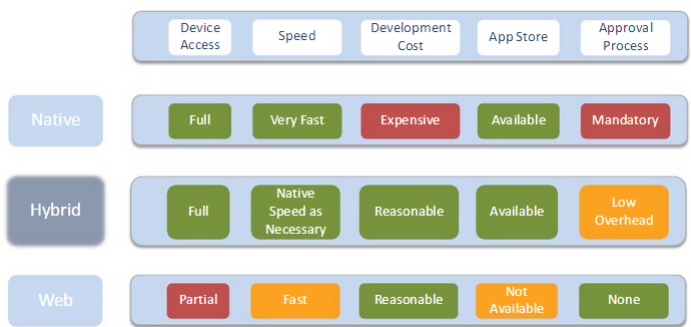 Device Access
Speed
Development Cost
App Store
Approval Process
Native
Full
Very Fast
Expensive
Available
Mandatory
Hybrid
Full
Native Speed as Necessary
Reasonable
Available
Low Overhead
Web
Partial
Fast
Reasonable
Not Available
None